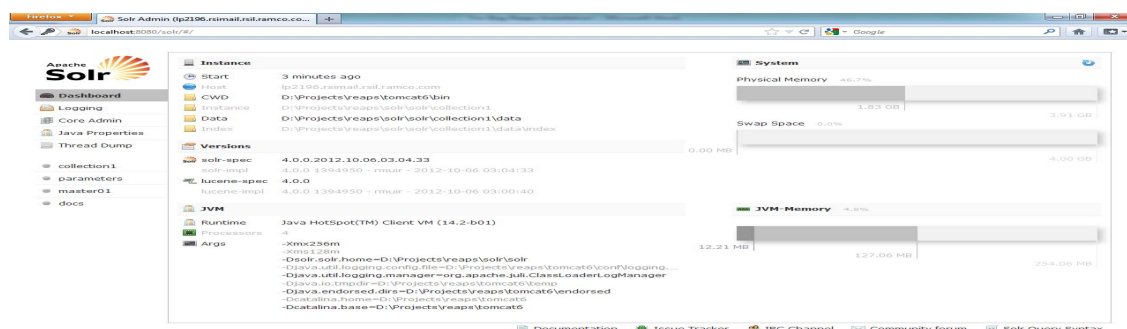 Firefox
Solr Admin (lp2196.rsimail.rsil.ramco.co...
localhost:8080/solr/#/
Google
Apache
Solr
Dashboard
Logging
Core Admin
Java Properties
Thread Dump
collection1
parameters
master01
docs
Instance
Start 3 minutes ago
Host lp2196.rsimail.rsil.ramco.com
CWD D:\Projects\reaps\tomcat6\bin
Instance D:\Projects\reaps\solr\solr\collection1
Data D:\Projects\reaps\solr\solr\collection1\data
Index D:\Projects\reaps\solr\solr\collection1\data\index
Versions
solr-spec 4.0.0.2012.10.06.03.04.33
solr-impl 4.0.0 1394950 - rmuir - 2012-10-06 03:04:33
lucene-spec 4.0.0
lucene-impl 4.0.0 1394950 - rmuir - 2012-10-06 03:00:40
JVM
Runtime Java HotSpot(TM) Client VM (14.2-b01)
Processors 4
Args -Xmx256m
-Xms128m
-Dsolr.solr.home=D:\Projects\reaps\solr\solr
-Djava.util.logging.config.file=D:\Projects\reaps\tomcat6\conf\logging....
-Djava.util.logging.manager=org.apache.juli.ClassLoaderLogManager
-Djava.io.tmpdir=D:\Projects\reaps\tomcat6\temp
-Djava.endorsed.dirs=D:\Projects\reaps\tomcat6\endorsed
-Dcatalina.home=D:\Projects\reaps\tomcat6
-Dcatalina.base=D:\Projects\reaps\tomcat6
System
Physical Memory 46.7%
1.83 GB
3.91 GB
Swap Space 0.0%
0.00 MB
4.00 GB
JVM-Memory 4.8%
12.21 MB
127.06 MB
254.06 MB
Documentation Issue Tracker IRC Channel Community forum Solr Query Syntax